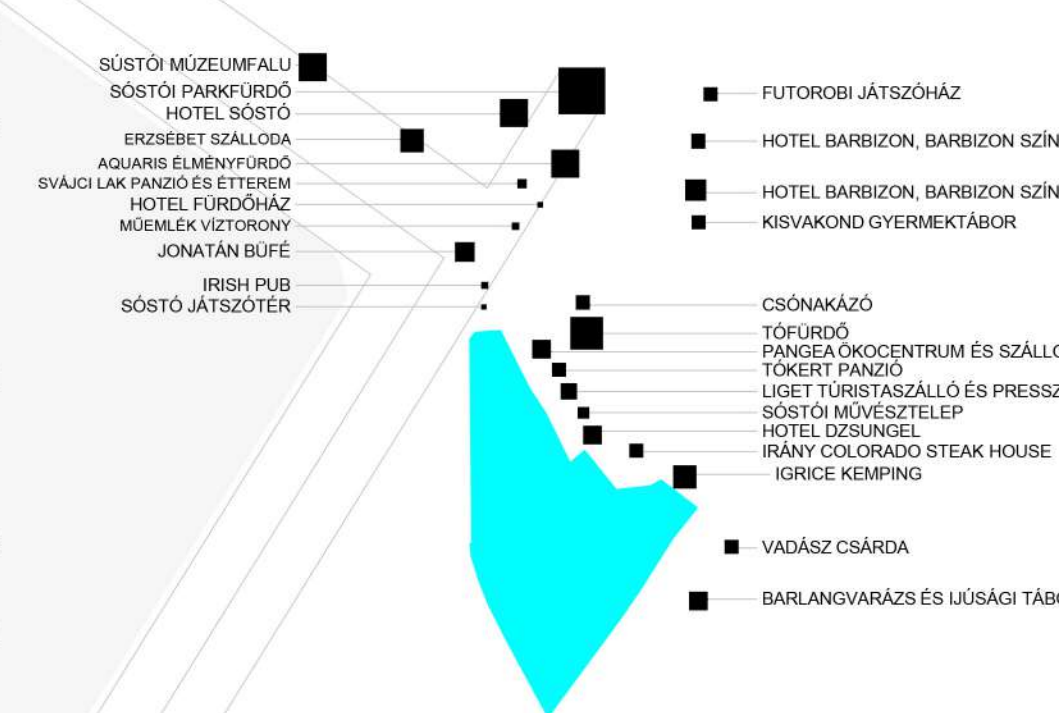 SÚSTÓI MÚZEUMFALU
SÓSTÓI PARKFÜRDŐ
HOTEL SÓSTÓ
ERZSÉBET SZÁLLODA
AQUARIS ÉLMÉNYFÜRDŐ
SVÁJCI LAK PANZIÓ ÉS ÉTTEREM
HOTEL FÜRDŐHÁZ
MŰEMLÉK VÍZTORONY
JONATÁN BÜFÉ
IRISH PUB
SÓSTÓ JÁTSZÓTÉR
FUTOROBI JÁTSZÓHÁZ
HOTEL BARBIZON, BARBIZON SZÍN
HOTEL BARBIZON, BARBIZON SZÍN
KISVAKOND GYERMEKTÁBOR
CSÓNAKÁZÓ
TÓFÜRDŐ
PANGEA ÖKOCENTRUM ÉS SZÁLLO
TÓKERT PANZIÓ
LIGET TÚRISTASZÁLLÓ ÉS PRESSZ
SÓSTÓI MŰVÉSZTELEP
HOTEL DZSUNGEL
IRÁNY COLORADO STEAK HOUSE
IGRICE KEMPING
VADÁSZ CSÁRDA
BARLANGVARÁZS ÉS IJÚSÁGI TÁBO